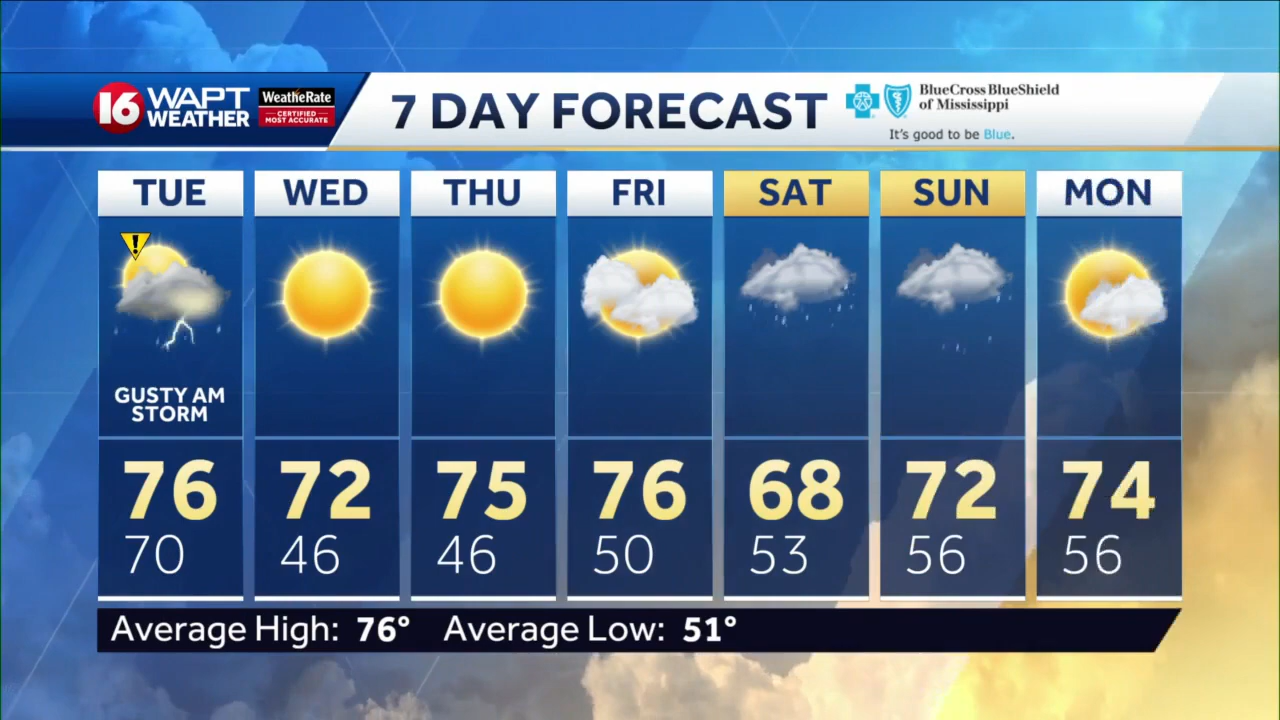 16 WAPT WEATHER
WeatheRate
CERTIFIED
MOST ACCURATE
7 DAY FORECAST
BlueCross BlueShield
of Mississippi
It's good to be Blue.
TUE WED THU FRI SAT SUN MON
!
GUSTY AM
STORM
76 72 75 76 68 72 74
70 46 46 50 53 56 56
Average High: 76° Average Low: 51°